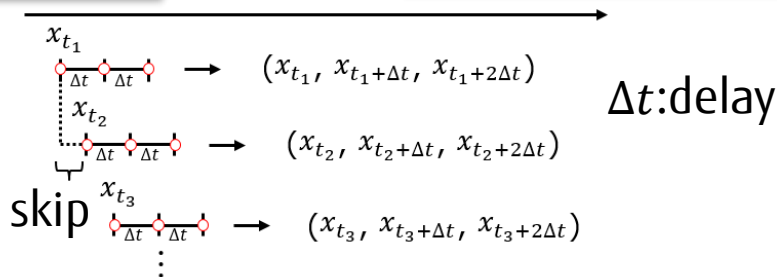 x_{t_1}
Δt Δt
(x_{t_1}, x_{t_1+Δt}, x_{t_1+2Δt})
Δt:delay
x_{t_2}
Δt Δt
(x_{t_2}, x_{t_2+Δt}, x_{t_2+2Δt})
skip
x_{t_3}
Δt Δt
(x_{t_3}, x_{t_3+Δt}, x_{t_3+2Δt})
⋮